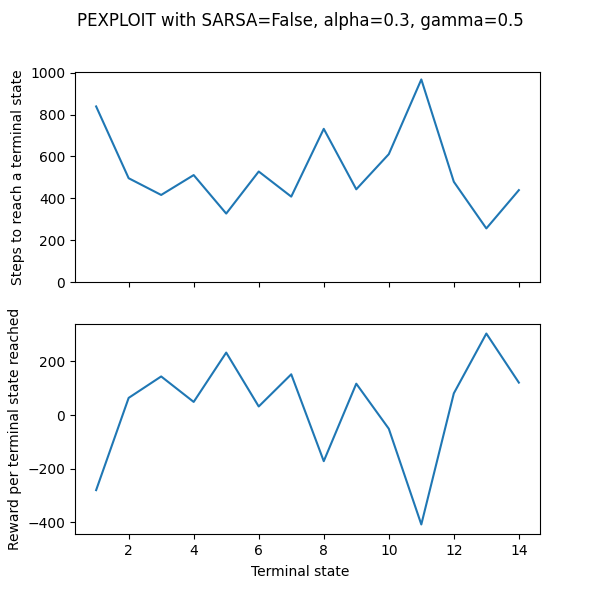 PEXPLOIT with SARSA=False, alpha=0.3, gamma=0.5
Steps to reach a terminal state
1000
800
600
400
200
0
Reward per terminal state reached
200
0
−200
−400
2 4 6 8 10 12 14
Terminal state